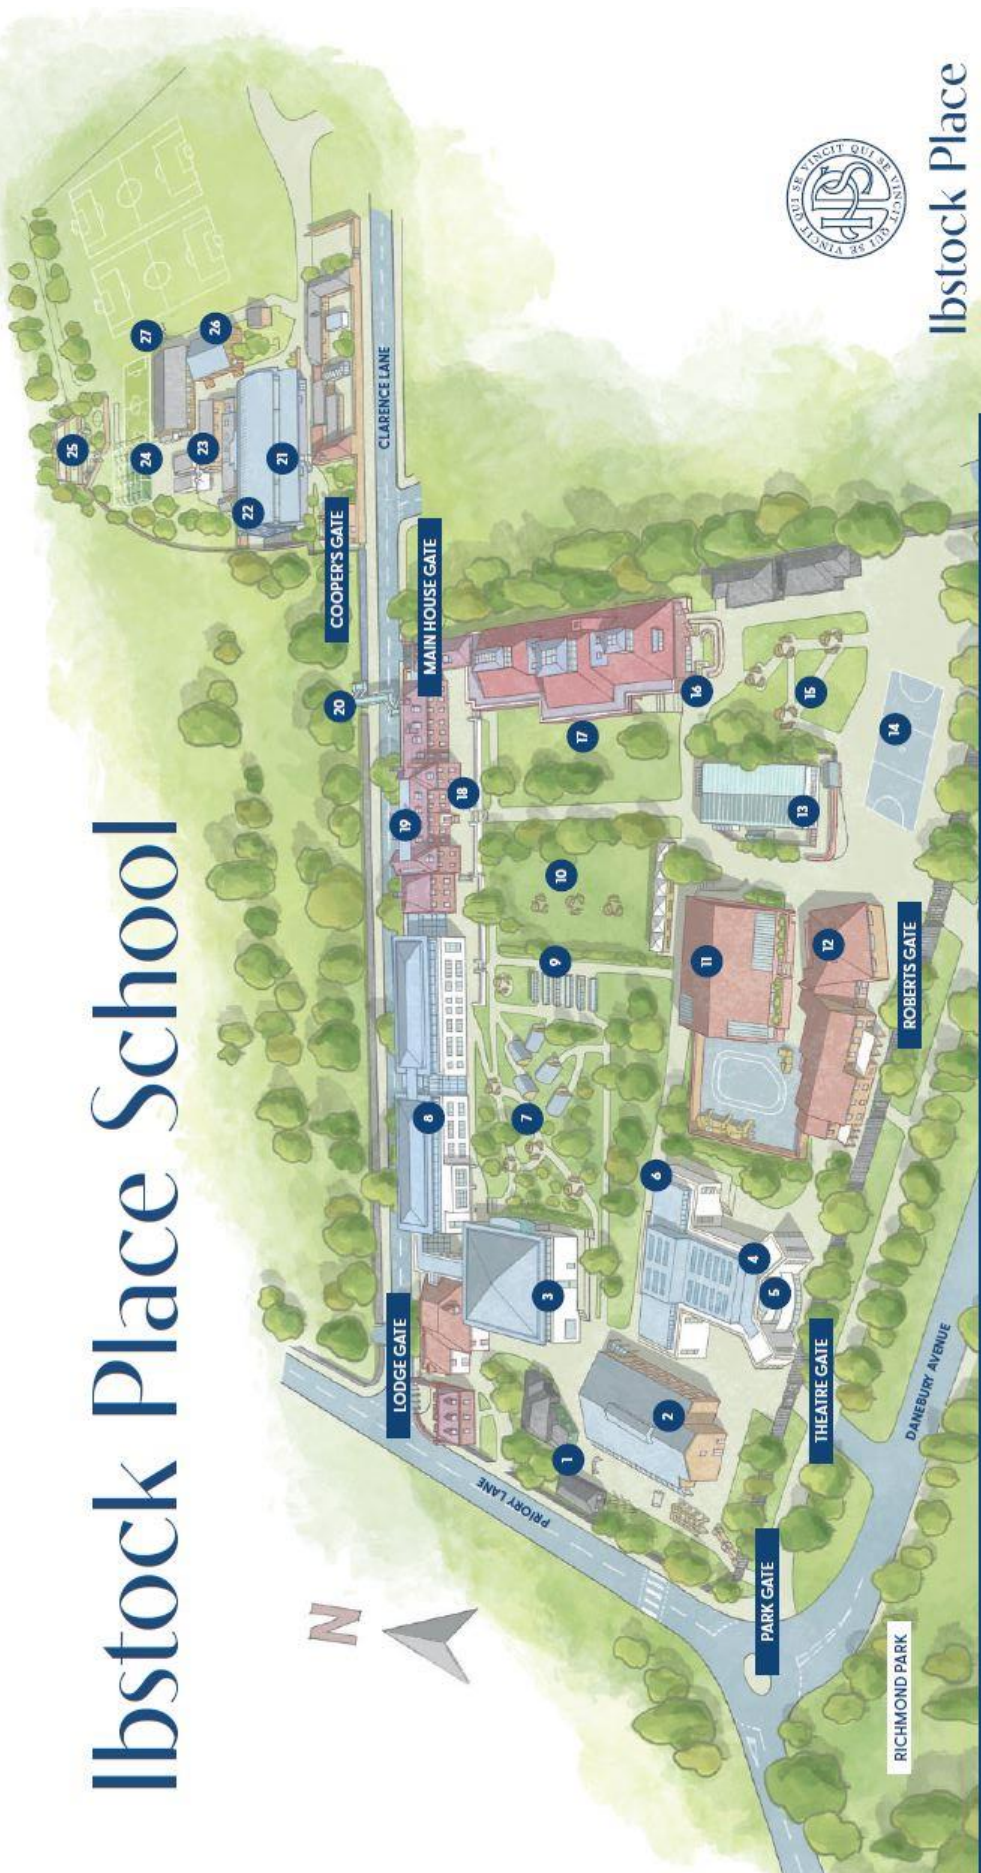 Ibstock Place School
N
PRIORY LANE
LODGE GATE
COOPER'S GATE
MAIN HOUSE GATE
CLARENCE LANE
PARK GATE
THEATRE GATE
ROBERTS GATE
DANEBURY AVENUE
RICHMOND PARK
1
2
3
4
5
6
7
8
9
10
11
12
13
14
15
16
17
18
19
20
21
22
23
24
25
26
27
QUI SE VINCIT QUI SE VINCIT QUI SE VINCIT
IPS
Ibstock Place